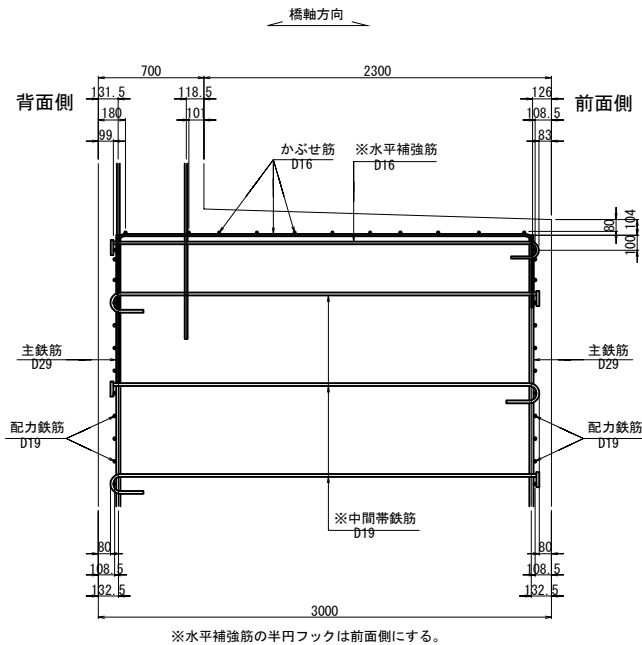 橋軸方向
700
2300
131.5
118.5
126
背面側
前面側
180
101
108.5
99
83
かぶせ筋
D16
※水平補強筋
D16
80
104
100
主鉄筋
D29
主鉄筋
D29
配力鉄筋
D19
配力鉄筋
D19
※中間帯鉄筋
D19
80
80
108.5
108.5
132.5
132.5
3000
※水平補強筋の半円フックは前面側にする。